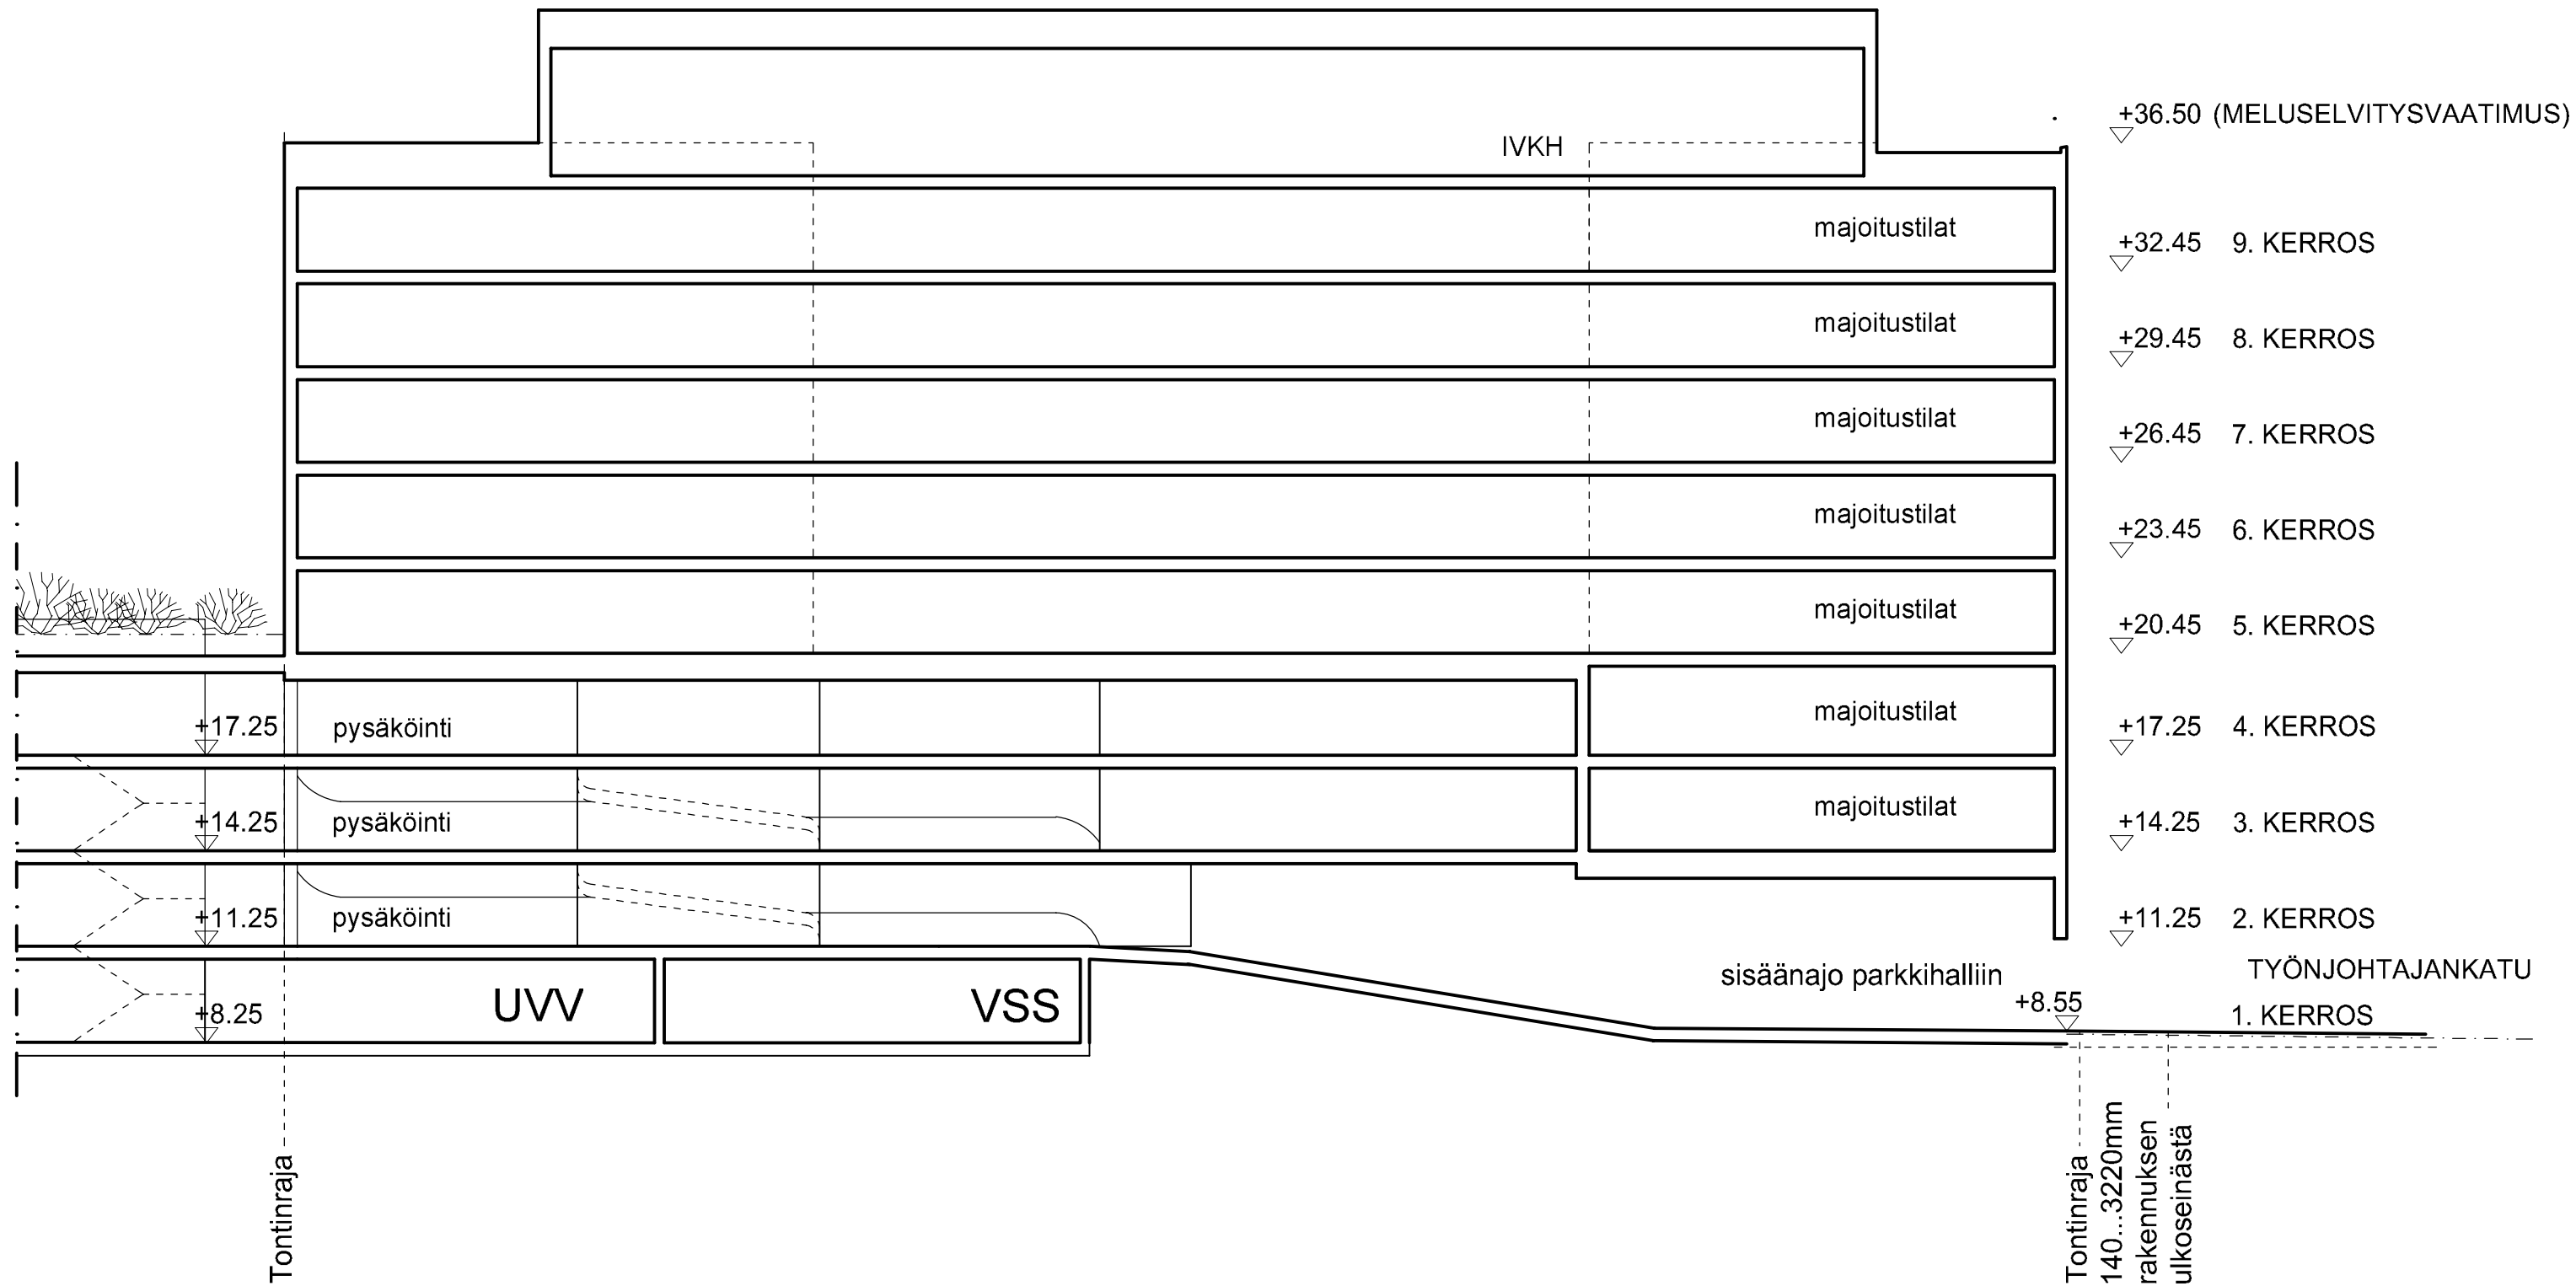 +36.50 (MELUSELVITYSVAATIMUS)
IVKH
majoitustilat
+32.45 9. KERROS
majoitustilat
+29.45 8. KERROS
majoitustilat
+26.45 7. KERROS
majoitustilat
+23.45 6. KERROS
majoitustilat
+20.45 5. KERROS
+17.25 pysäköinti
majoitustilat
+17.25 4. KERROS
+14.25 pysäköinti
majoitustilat
+14.25 3. KERROS
+11.25 pysäköinti
+11.25 2. KERROS
sisäänajo parkkihalliin
TYÖNJOHTAJANKATU
+8.25
UVV
VSS
+8.55
1. KERROS
Tontinraja
Tontinraja
140...3220mm
rakennuksen
ulkoseinästä